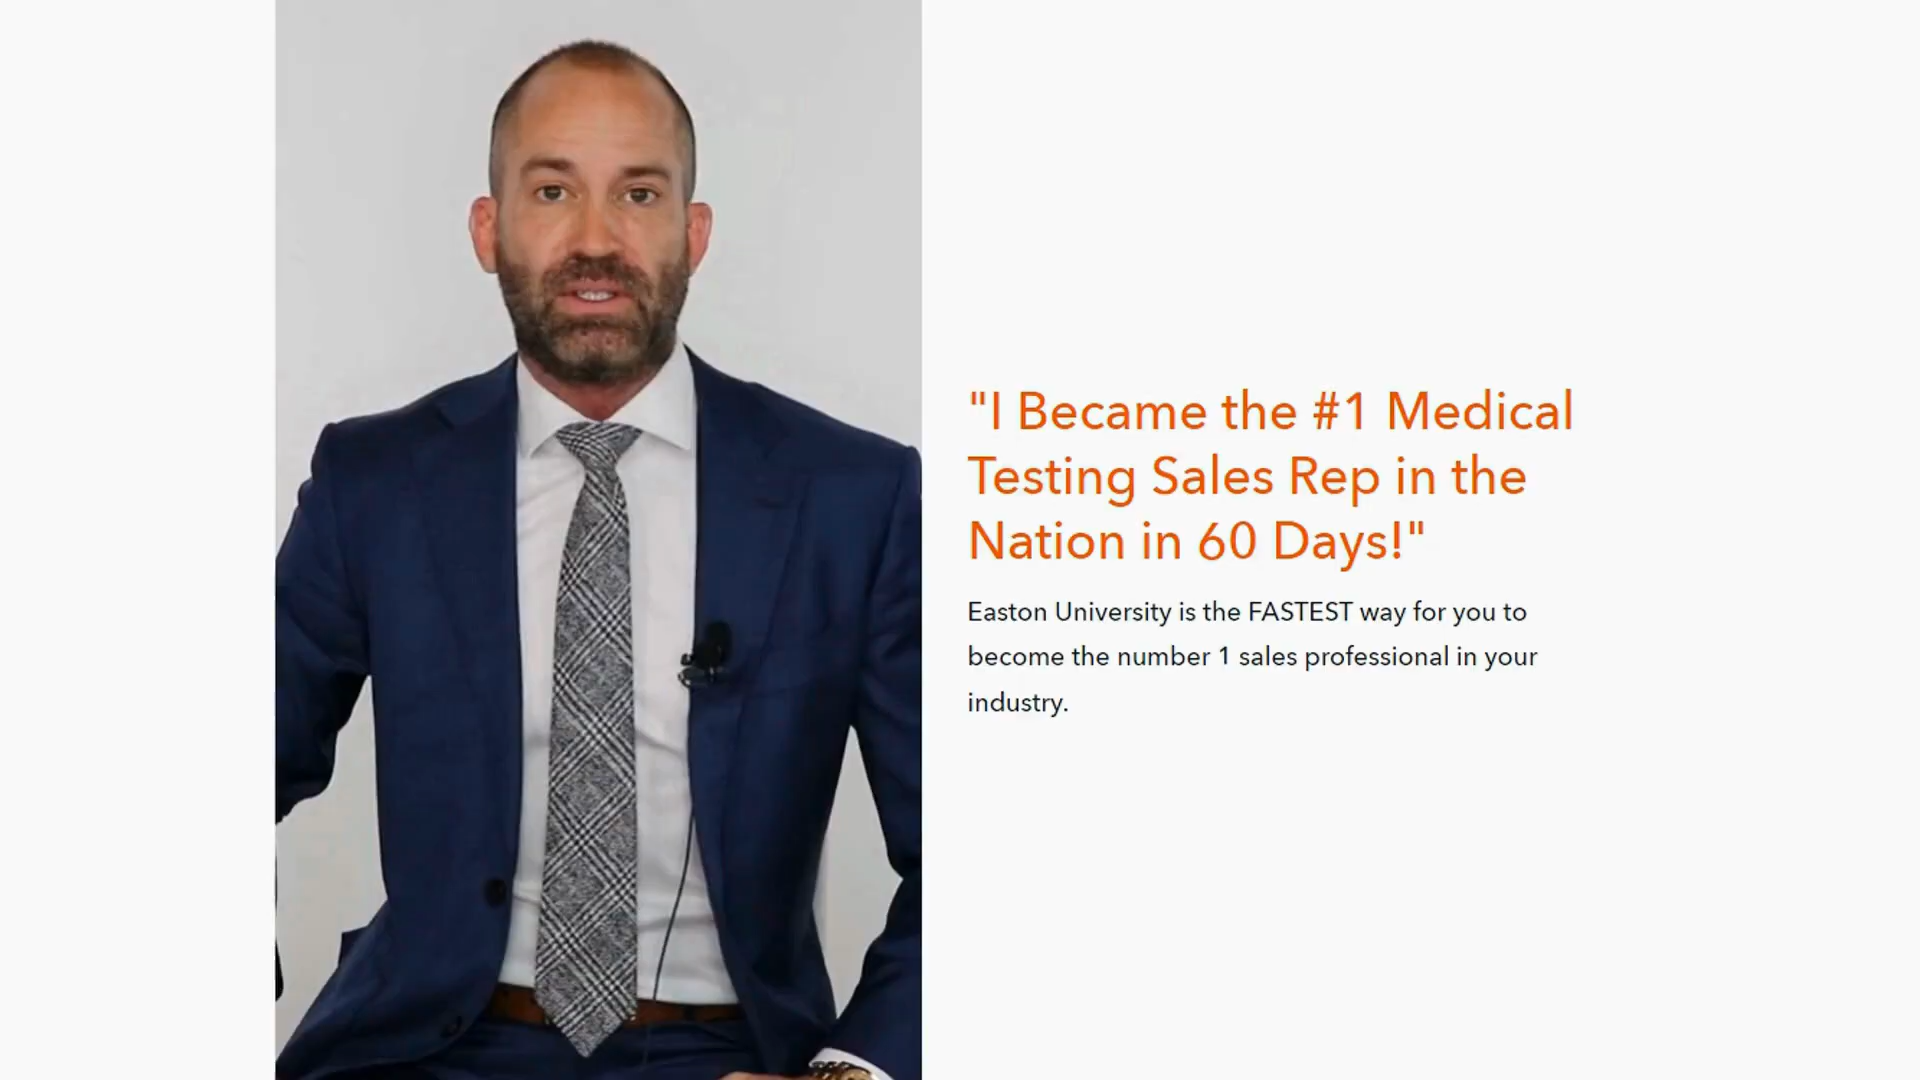 "I Became the #1 Medical
Testing Sales Rep in the
Nation in 60 Days!"
Easton University is the FASTEST way for you to
become the number 1 sales professional in your
industry.